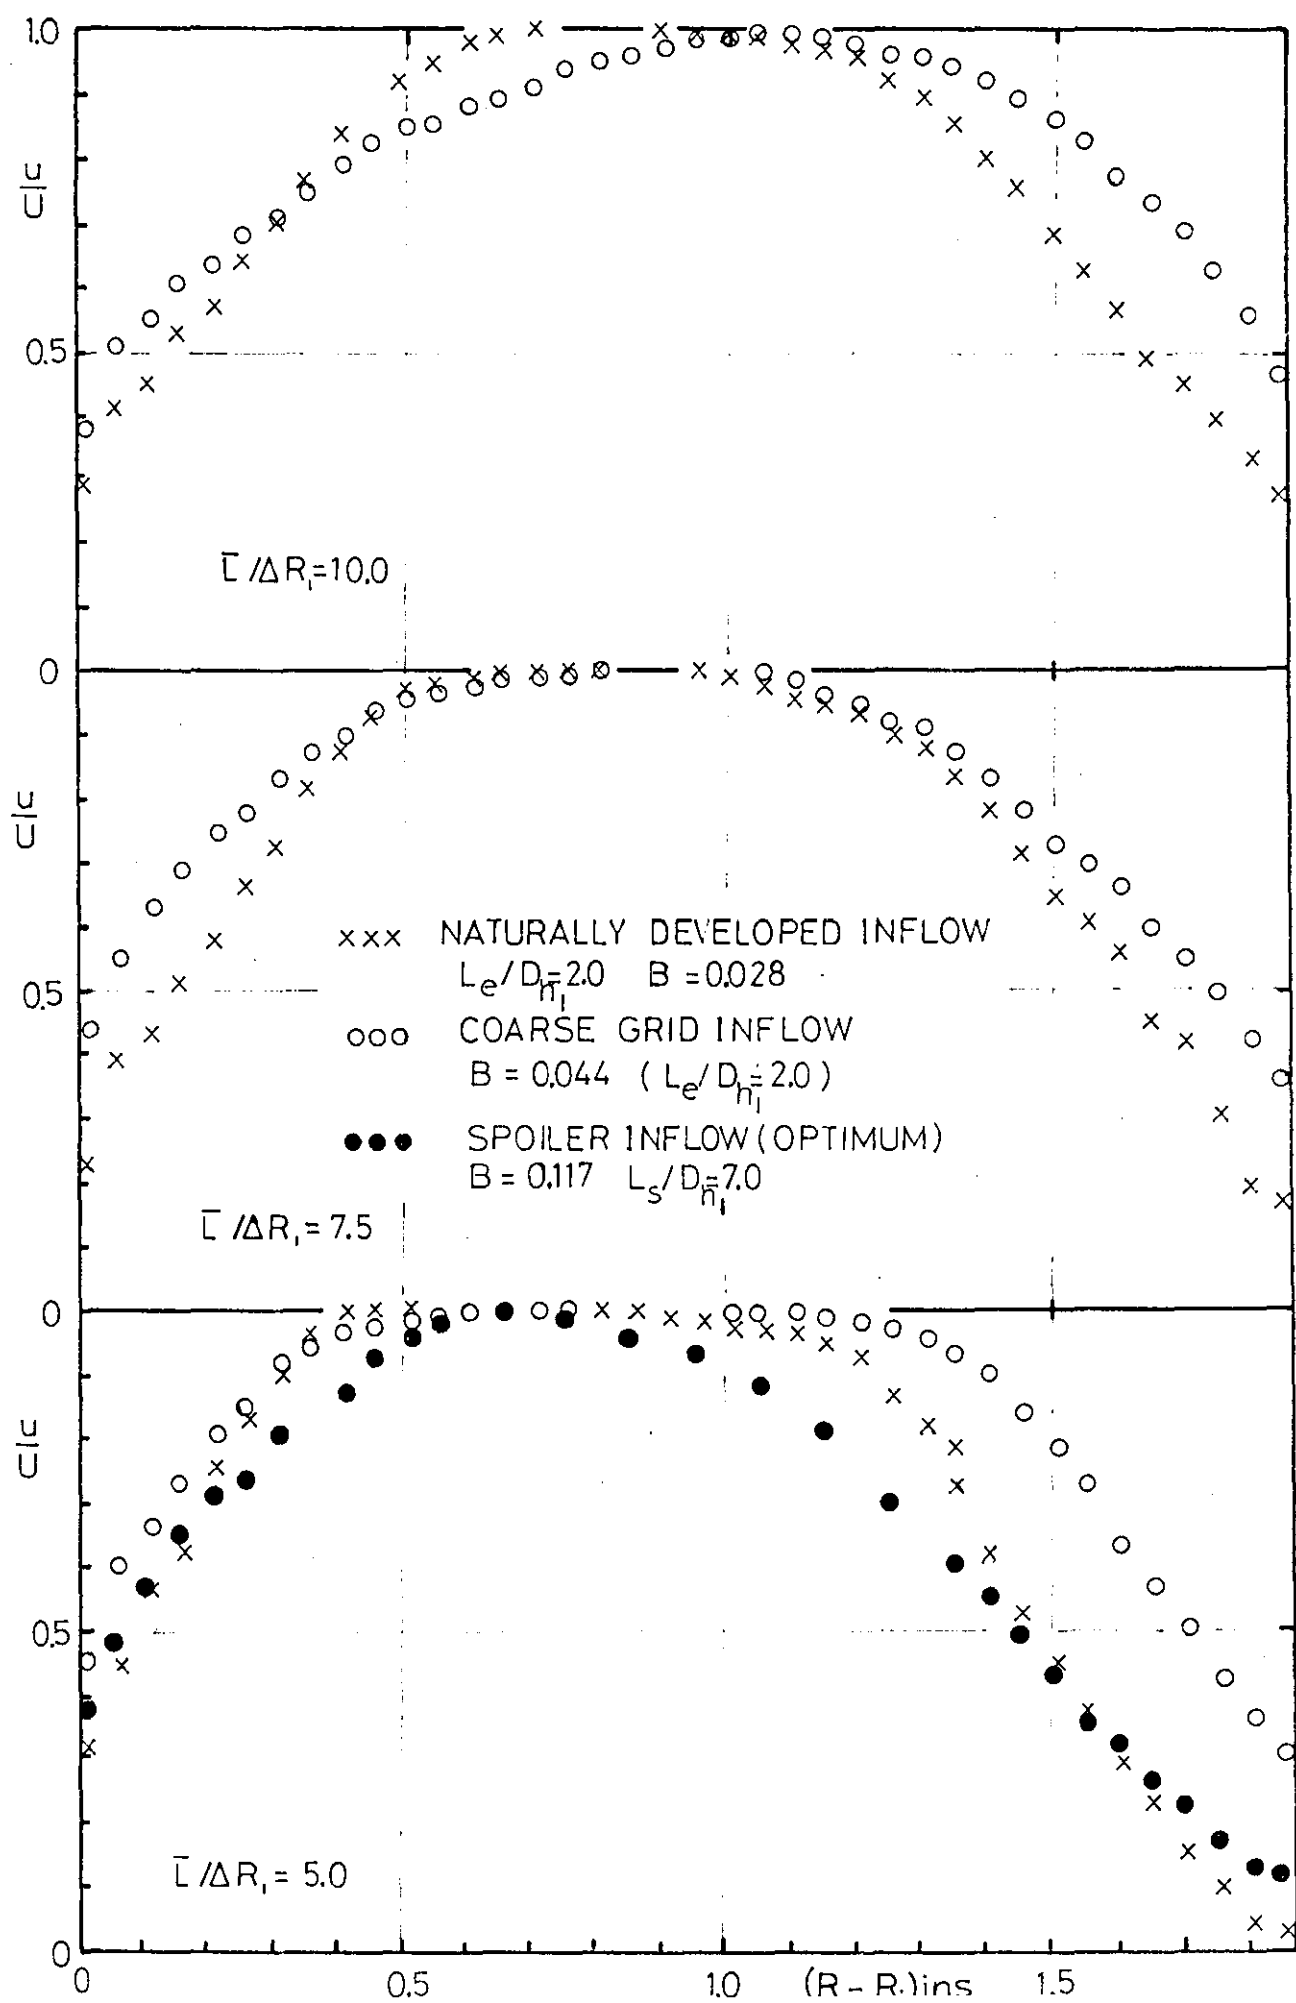 1.0
u/U
0.5
L̄/ΔR₁=10.0
0
u/U
××× NATURALLY DEVELOPED INFLOW
Lₑ/Dₕ₁=2.0 B=0.028
0.5
○○○ COARSE GRID INFLOW
B=0.044 (Lₑ/Dₕ₁=2.0)
●●● SPOILER INFLOW (OPTIMUM)
B=0.117 Lₛ/Dₕ₁=7.0
L̄/ΔR₁=7.5
0
u/U
0.5
L̄/ΔR₁=5.0
0
0 0.5 1.0 (R-Rᵢ)ins 1.5